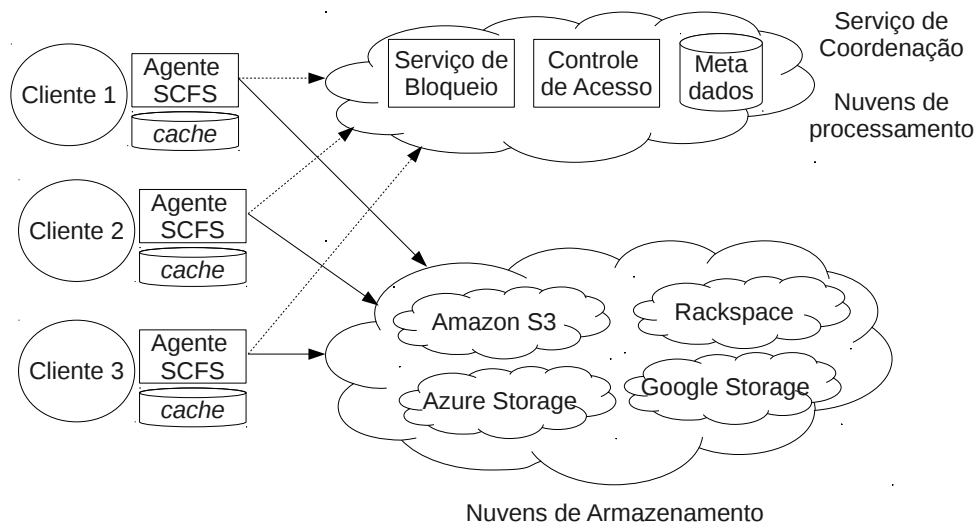 Cliente 1
Agente
SCFS
cache
Serviço de
Bloqueio
Controle
de Acesso
Meta
dados
Serviço de
Coordenação
Nuvens de
processamento
Cliente 2
Agente
SCFS
cache
Cliente 3
Agente
SCFS
cache
Amazon S3
Rackspace
Azure Storage
Google Storage
Nuvens de Armazenamento